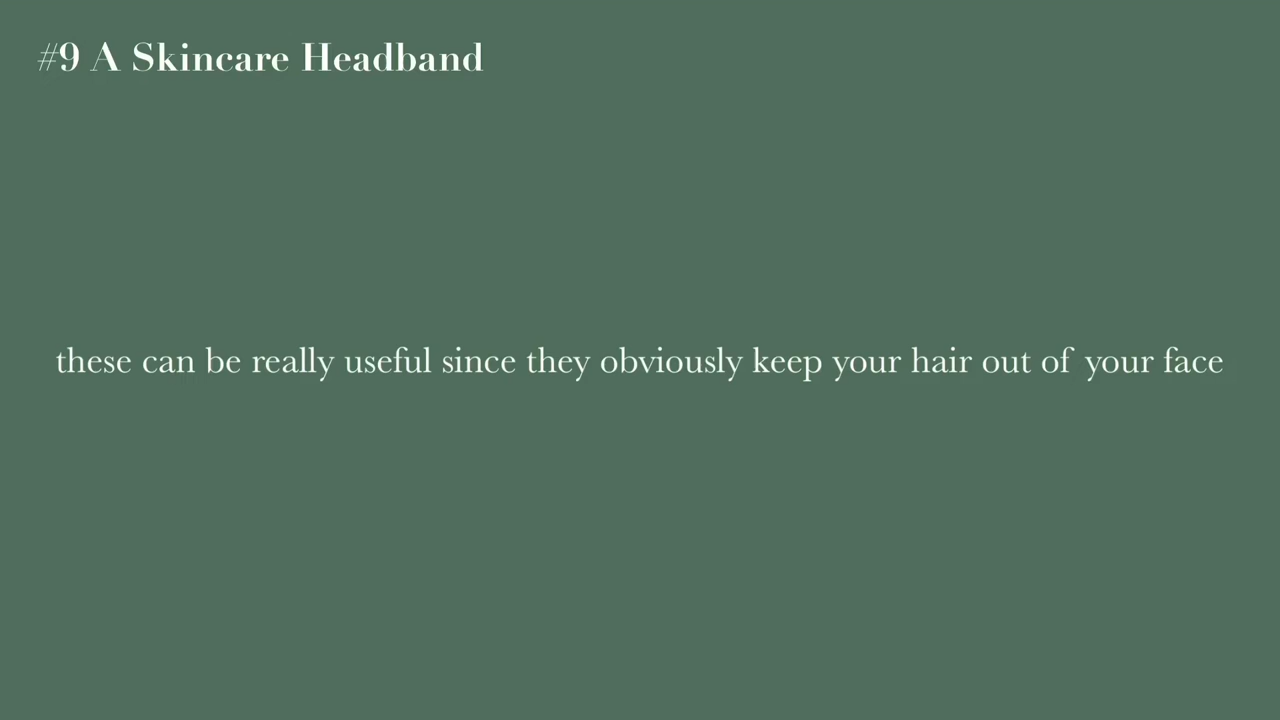 #9 A Skincare Headband
these can be really useful since they obviously keep your hair out of your face